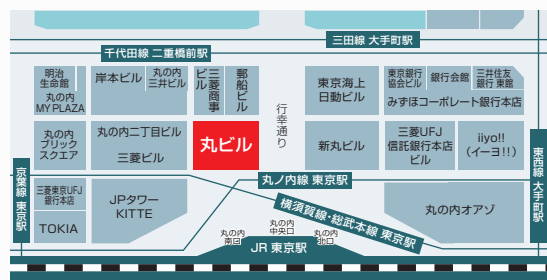 三田線 大手町駅
千代田線 二重橋前駅
明治
生命館
丸の内
MY PLAZA
岸本ビル
丸の内
三井ビル
三菱商事
ビル
郵船ビル
行幸通り
東京海上
日動ビル
東京銀行
協会ビル
銀行会館
三井住友
銀行 東館
みずほコーポレート銀行本店
丸の内
ブリック
スクエア
丸の内二丁目ビル
三菱ビル
丸ビル
新丸ビル
三菱UFJ
信託銀行本店
ビル
iiyo!!
(イーヨ!!)
東西線 大手町駅
京葉線 東京駅
丸ノ内線 東京駅
三菱東京UFJ
銀行本店
TOKIA
JPタワー
KITTE
横須賀線・総武本線 東京駅
丸の内オアゾ
丸の内
南口
丸の内
中央口
丸の内
北口
JR 東京駅